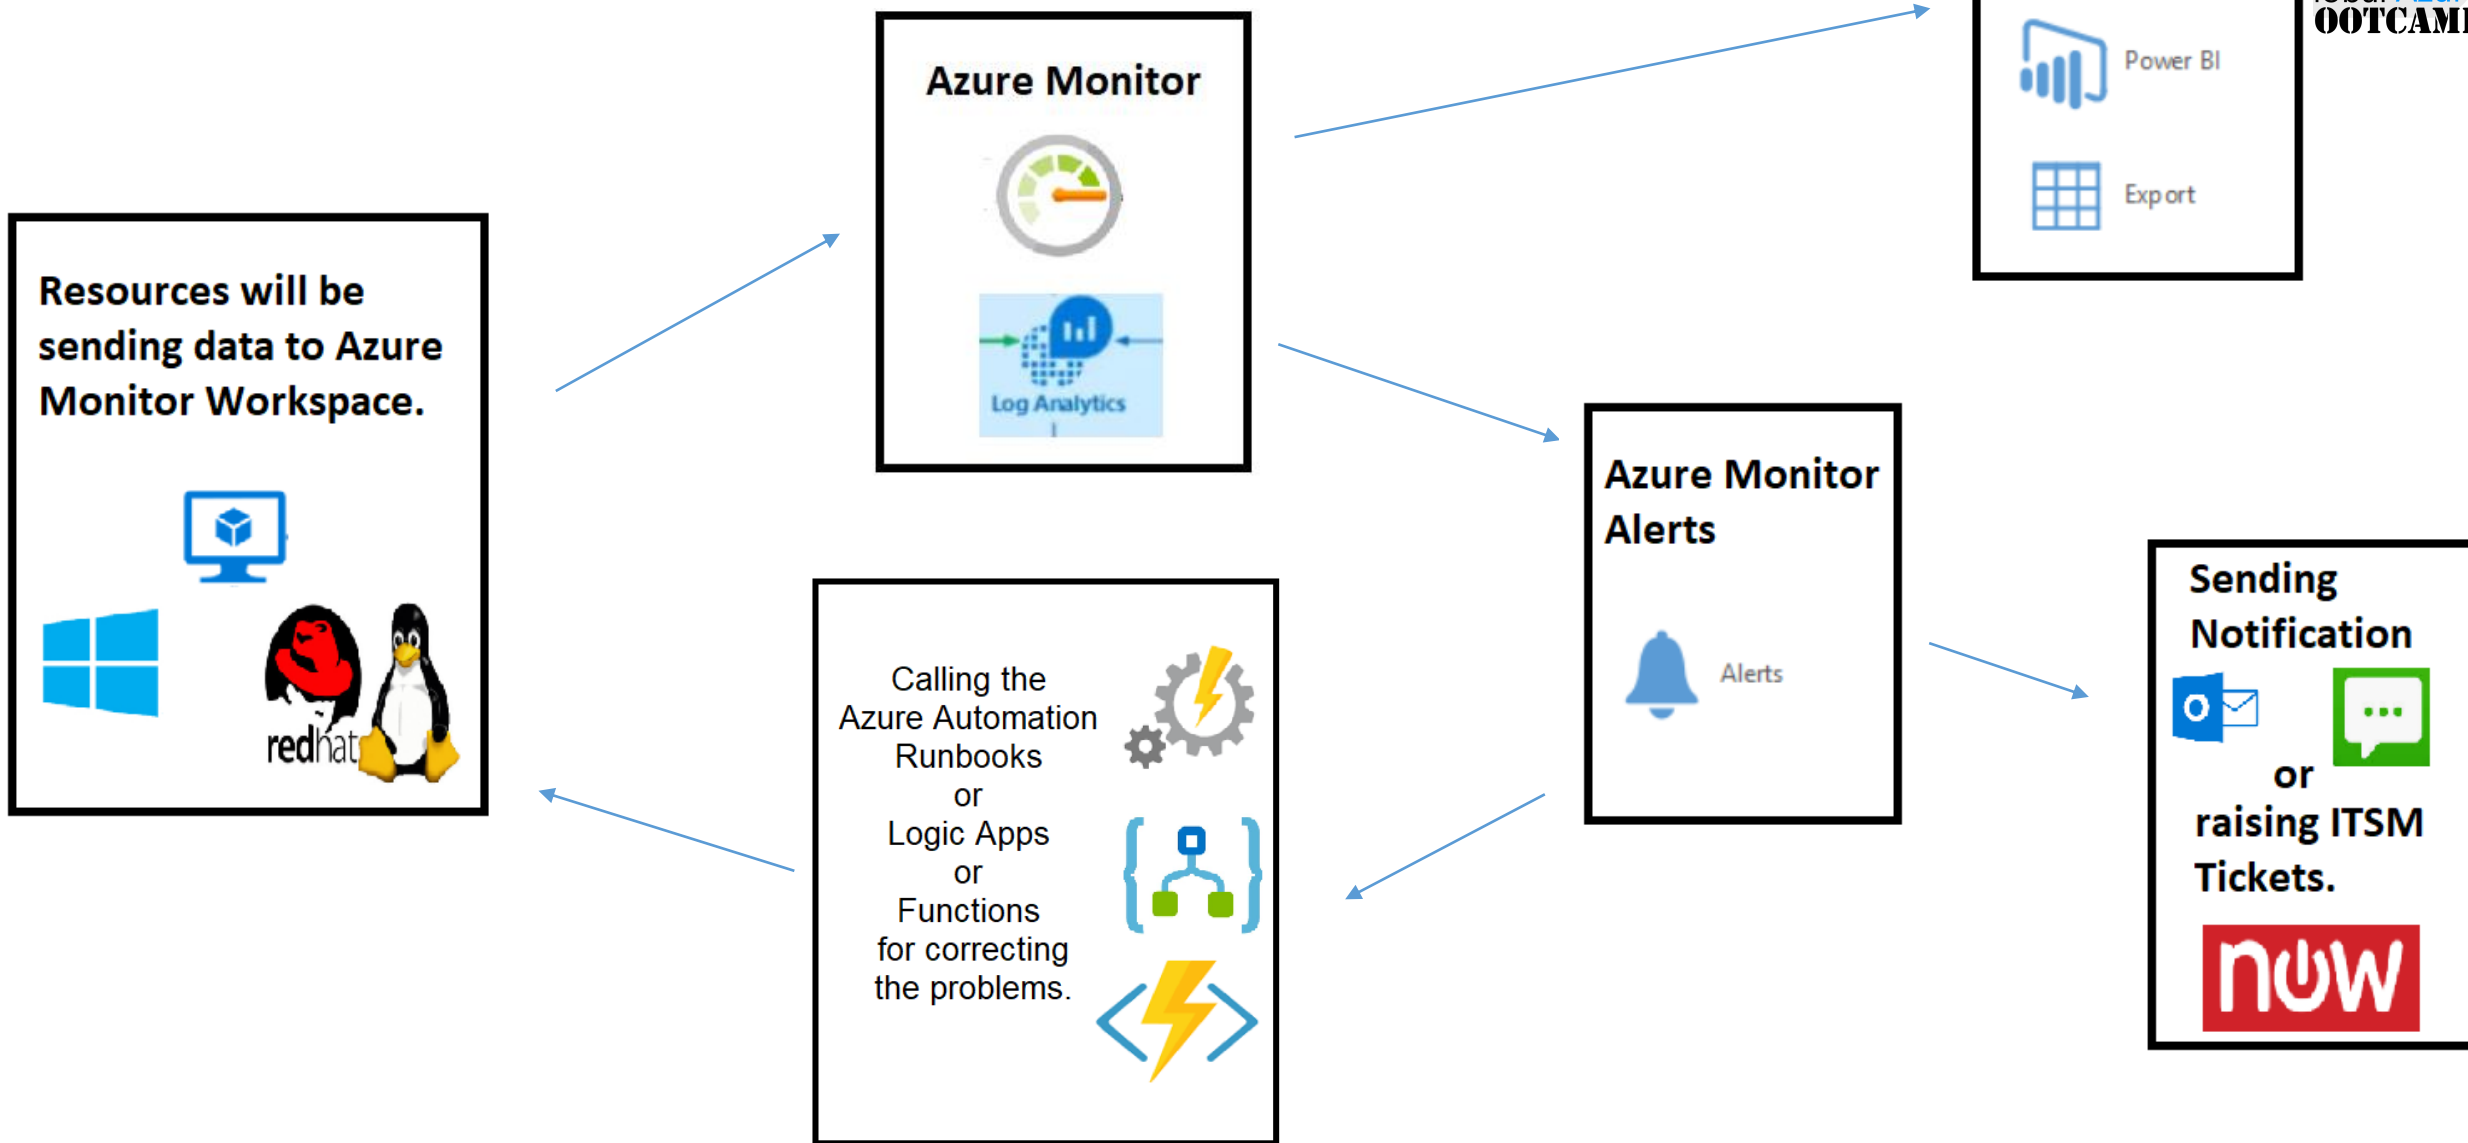 OOTCAM
Power BI
Export
Azure Monitor
Log Analytics
Resources will be
sending data to Azure
Monitor Workspace.
redhat
Azure Monitor
Alerts
Alerts
Calling the
Azure Automation
Runbooks
or
Logic Apps
or
Functions
for correcting
the problems.
Sending
Notification
or
raising ITSM
Tickets.
now